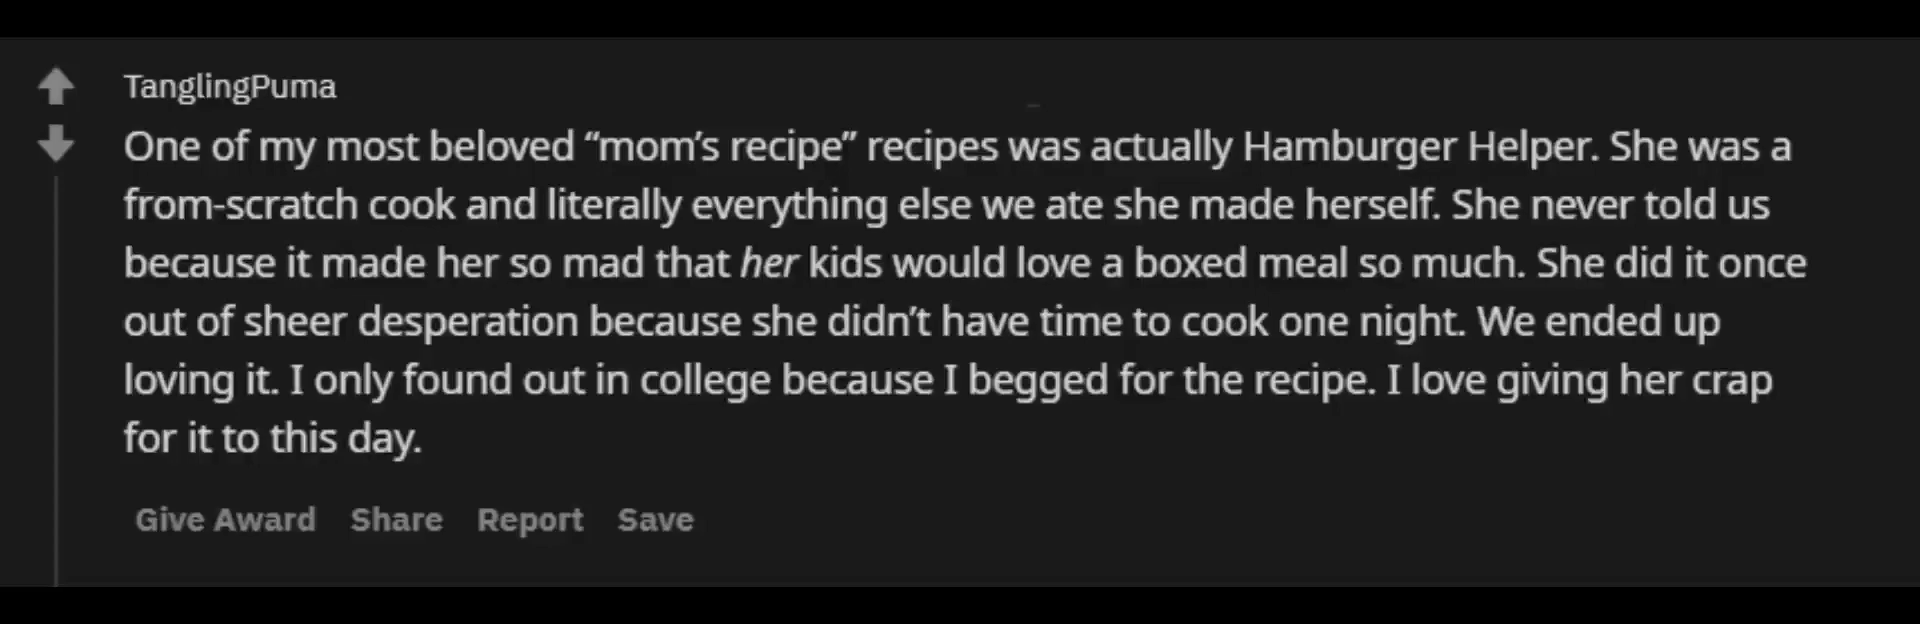 TanglingPuma
One of my most beloved “mom’s recipe” recipes was actually Hamburger Helper. She was a
from-scratch cook and literally everything else we ate she made herself. She never told us
because it made her so mad that her kids would love a boxed meal so much. She did it once
out of sheer desperation because she didn’t have time to cook one night. We ended up
loving it. I only found out in college because I begged for the recipe. I love giving her crap
for it to this day.
Give Award Share Report Save